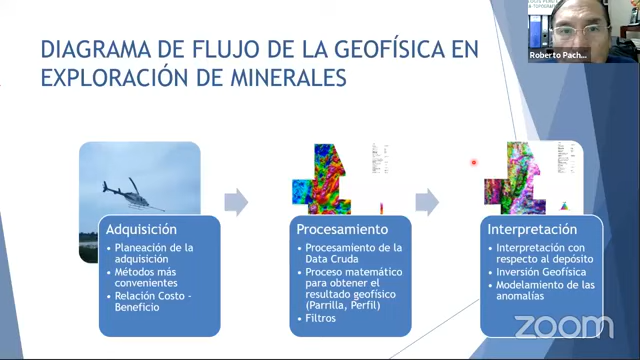 Roberto Pach...
DIAGRAMA DE FLUJO DE LA GEOFÍSICA EN
EXPLORACIÓN DE MINERALES
Adquisición
• Planeación de la
adquisición
• Métodos más
convenientes
• Relación Costo -
Beneficio
Procesamiento
• Procesamiento de la
Data Cruda
• Proceso matemático
para obtener el
resultado geofísico
(Parrilla, Perfil)
• Filtros
Interpretación
• Interpretación con
respecto al depósito
• Inversión Geofísica
• Modelamiento de las
anomalías
zoom